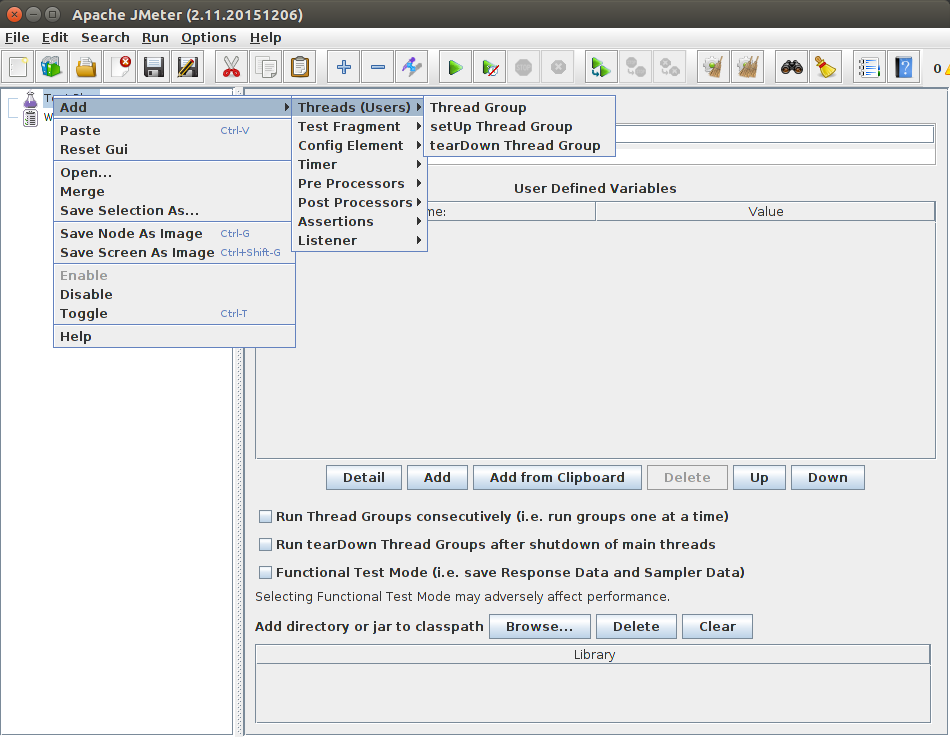 Apache JMeter (2.11.20151206)
File Edit Search Run Options Help
0
Add
Paste Ctrl-V
Reset Gui
Open...
Merge
Save Selection As...
Save Node As Image Ctrl-G
Save Screen As Image Ctrl+Shift-G
Enable
Disable
Toggle Ctrl-T
Help
Threads (Users)
Test Fragment
Config Element
Timer
Pre Processors
Post Processors
Assertions
Listener
Thread Group
setUp Thread Group
tearDown Thread Group
User Defined Variables
me: Value
Detail Add Add from Clipboard Delete Up Down
Run Thread Groups consecutively (i.e. run groups one at a time)
Run tearDown Thread Groups after shutdown of main threads
Functional Test Mode (i.e. save Response Data and Sampler Data)
Selecting Functional Test Mode may adversely affect performance.
Add directory or jar to classpath Browse... Delete Clear
Library